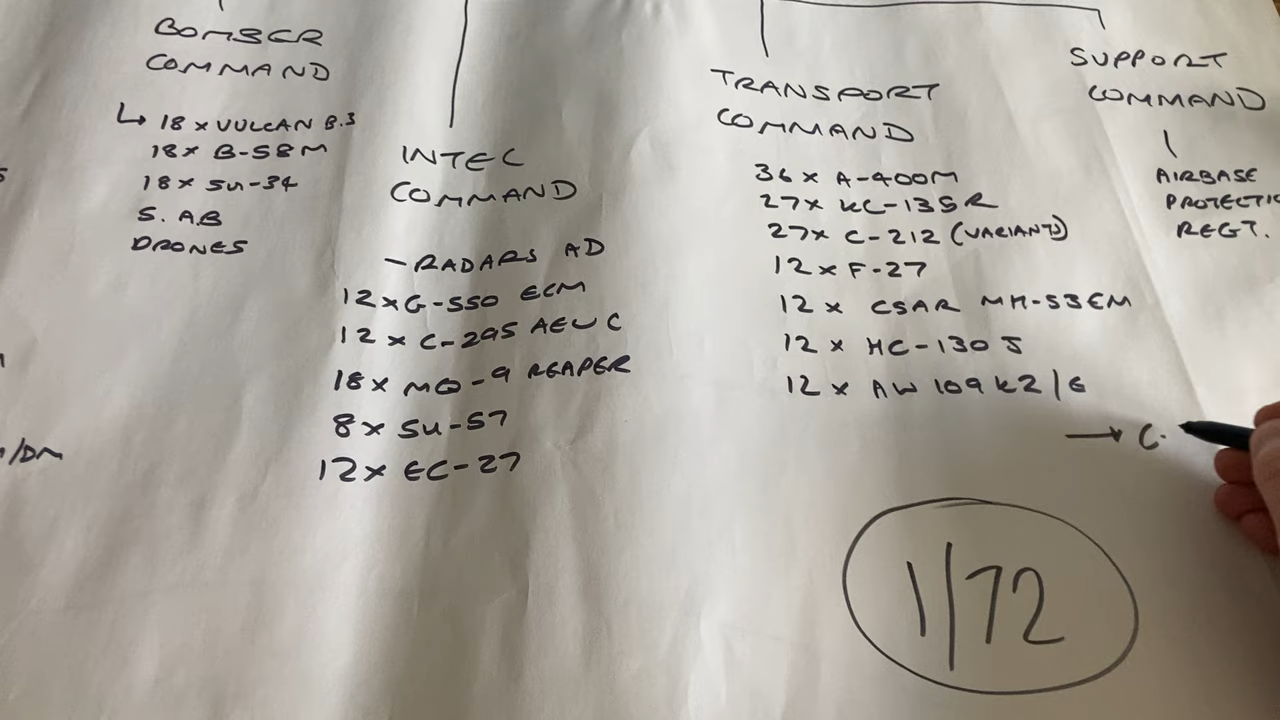 BOMBER
COMMAND
↳ 18 x VULCAN B.3
18 x B-58M
18 x SU-34
S. A.B
DRONES
INTEL
COMMAND
- RADARS AD
12 x G-550 ECM
12 x C-295 AEW C
18 x MQ-9 REAPER
8 x SU-57
12 x EC-27
TRANSPORT
COMMAND
36 x A-400M
27 x KC-135R
27 x C-212 (VARIANTS)
12 x F-27
12 x CSAR MH-53EM
12 x HC-130J
12 x AW 109 K2/E
→ C.
SUPPORT
COMMAND
AIRBASE
PROTECTIO
REGT.
/DM
1/72